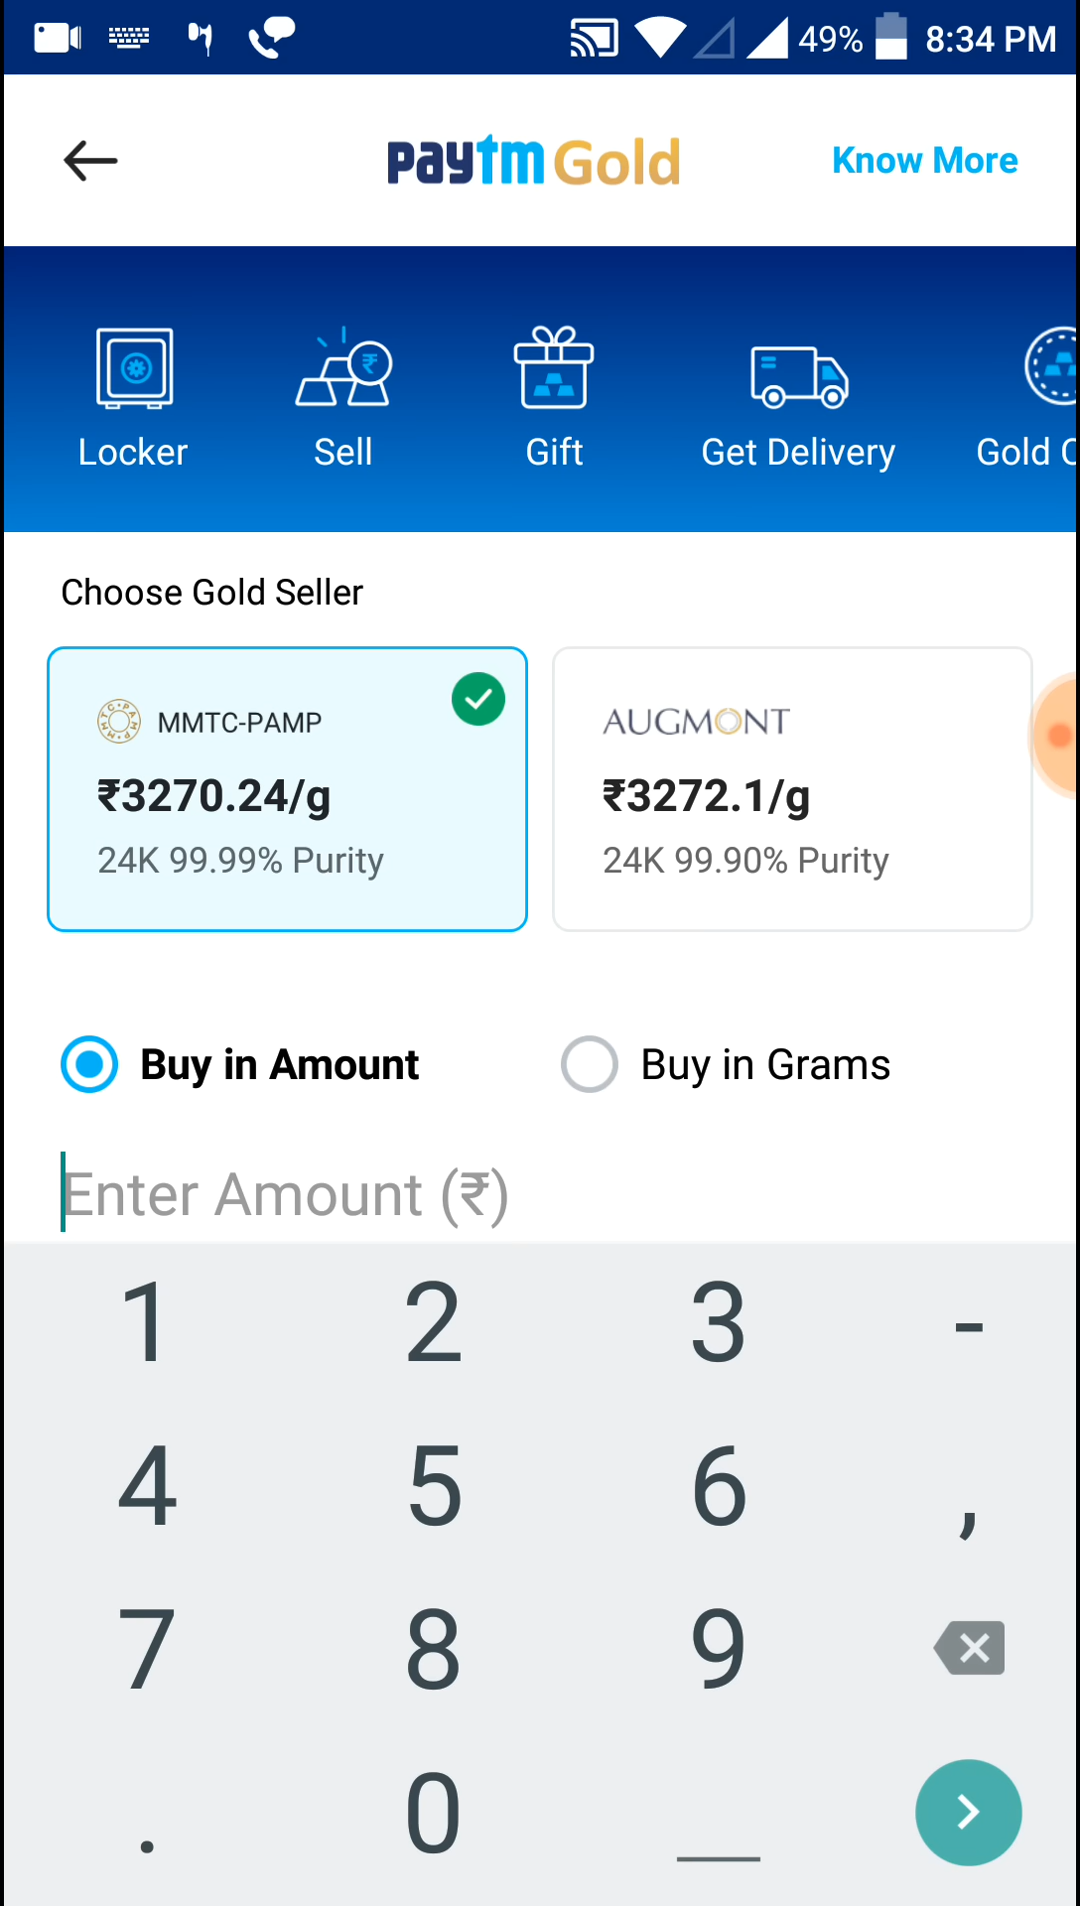 49% 8:34 PM
paytm Gold Know More
Locker Sell Gift Get Delivery Gold
Choose Gold Seller
MMTC-PAMP AUGMONT
₹3270.24/g ₹3272.1/g
24K 99.99% Purity 24K 99.90% Purity
Buy in Amount Buy in Grams
Enter Amount (₹)
1 2 3 -
4 5 6 ,
7 8 9
. 0